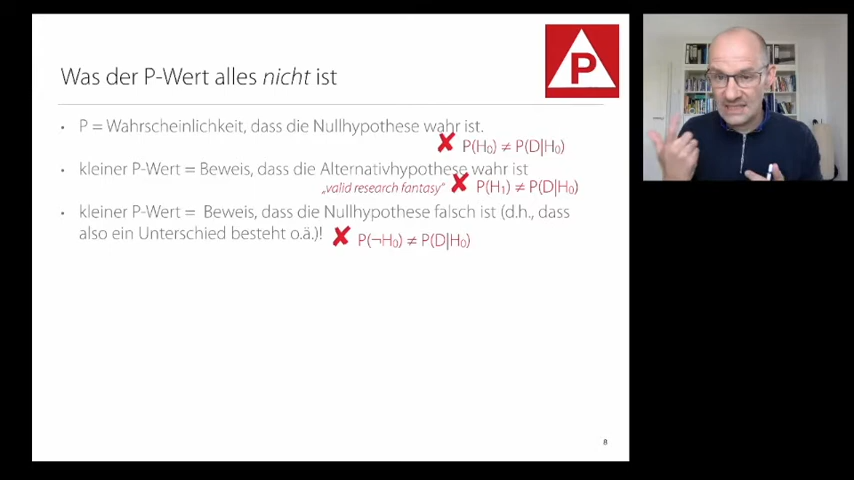 Was der P-Wert alles nicht ist
P
• P = Wahrscheinlichkeit, dass die Nullhypothese wahr ist.
✘ P(H₀) ≠ P(D|H₀)
• kleiner P-Wert = Beweis, dass die Alternativhypothese wahr ist
„valid research fantasy“ ✘ P(H₁) ≠ P(D|H₀)
• kleiner P-Wert = Beweis, dass die Nullhypothese falsch ist (d.h., dass
also ein Unterschied besteht o.ä.)! ✘ P(¬H₀) ≠ P(D|H₀)
8